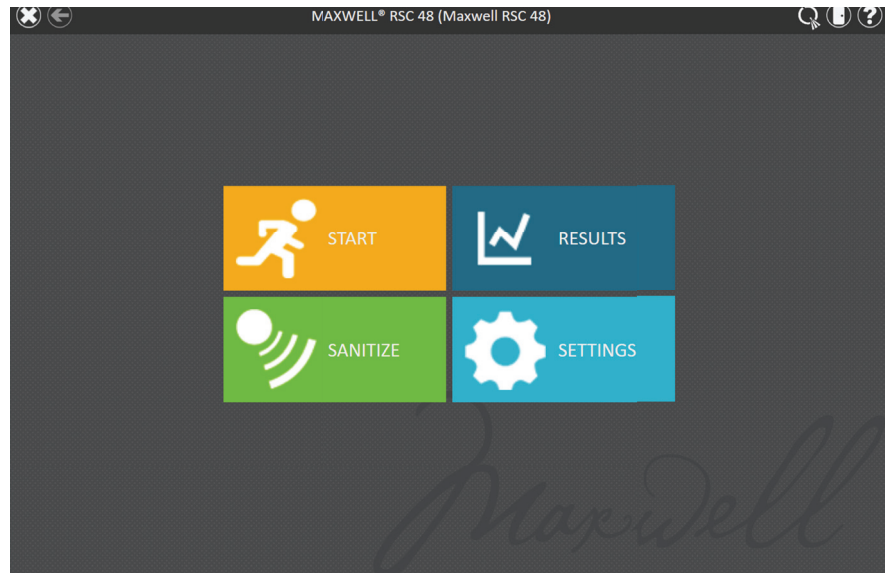 MAXWELL® RSC 48 (Maxwell RSC 48)
?
START
RESULTS
SANITIZE
SETTINGS
Maxwell